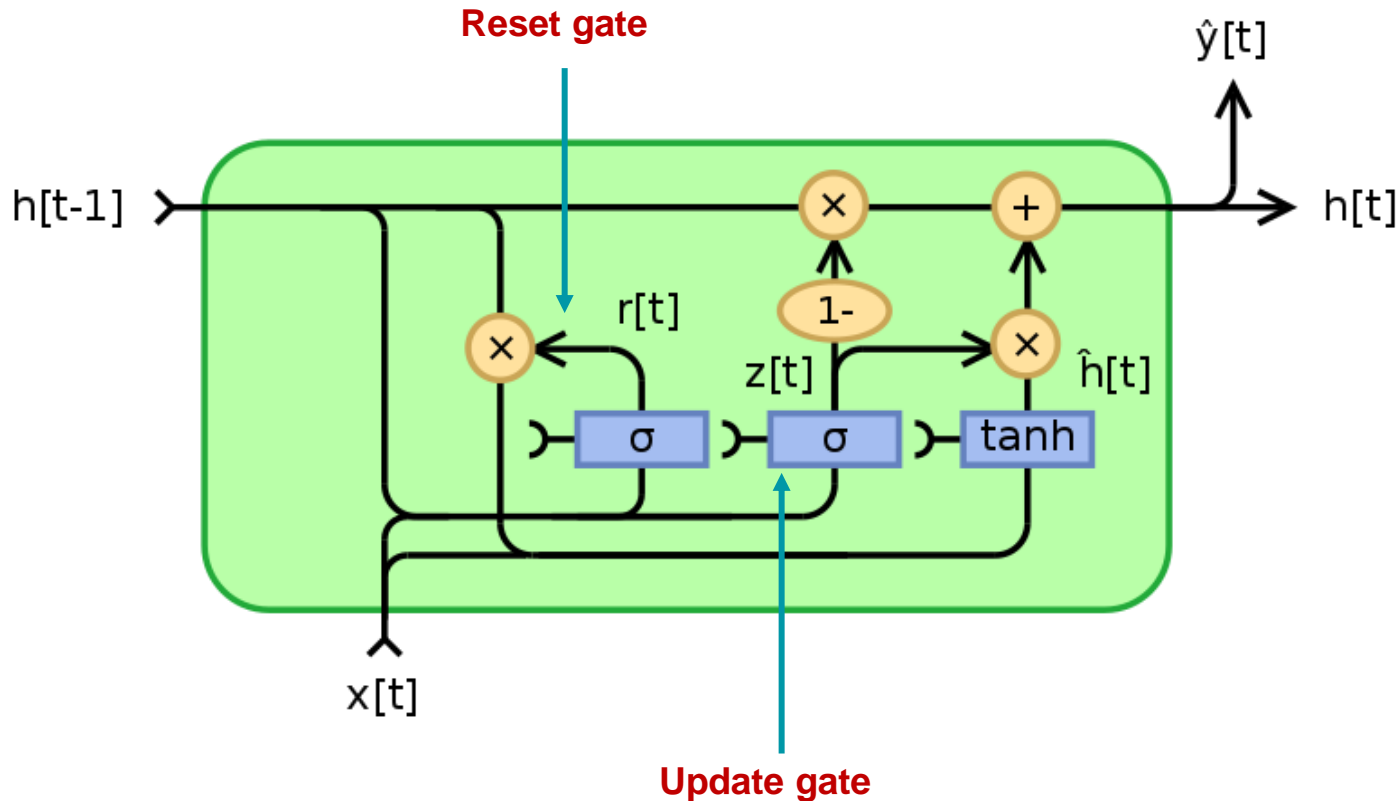 Reset gate
ŷ[t]
h[t-1]
×
+
h[t]
1-
r[t]
×
z[t]
×
ĥ[t]
σ
σ
tanh
x[t]
Update gate